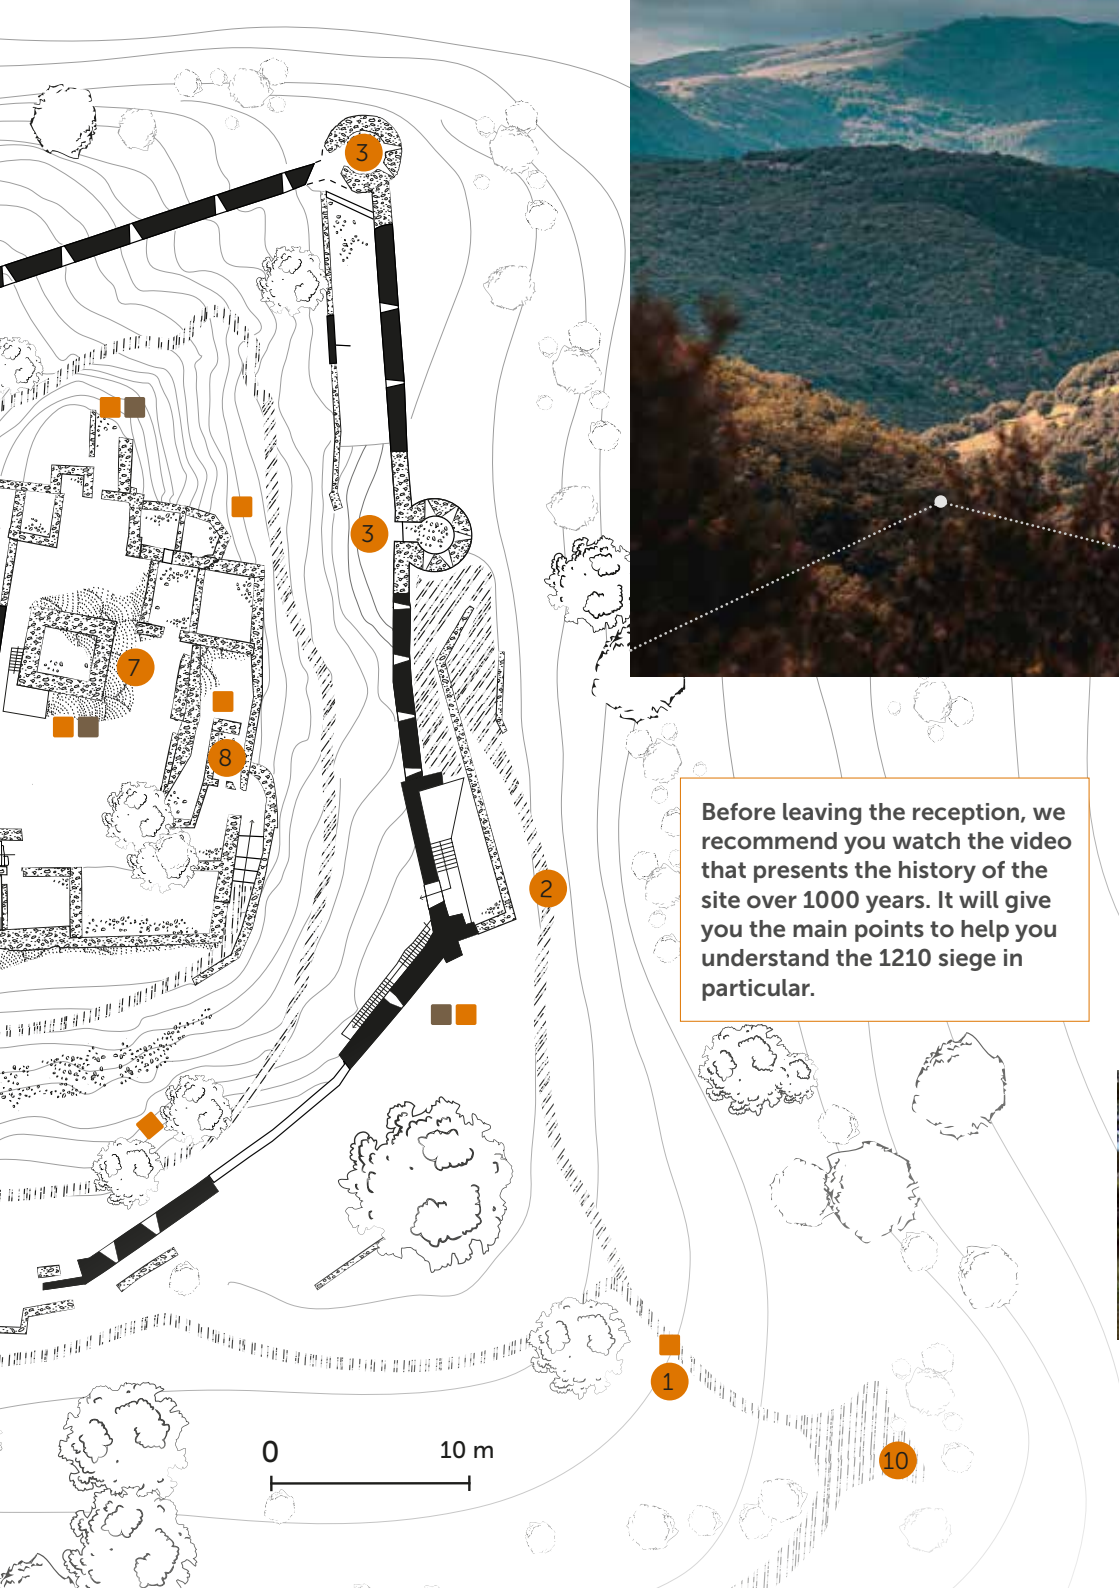 3
3
7
8
2
Before leaving the reception, we
recommend you watch the video
that presents the history of the
site over 1000 years. It will give
you the main points to help you
understand the 1210 siege in
particular.
1
0 10 m
10